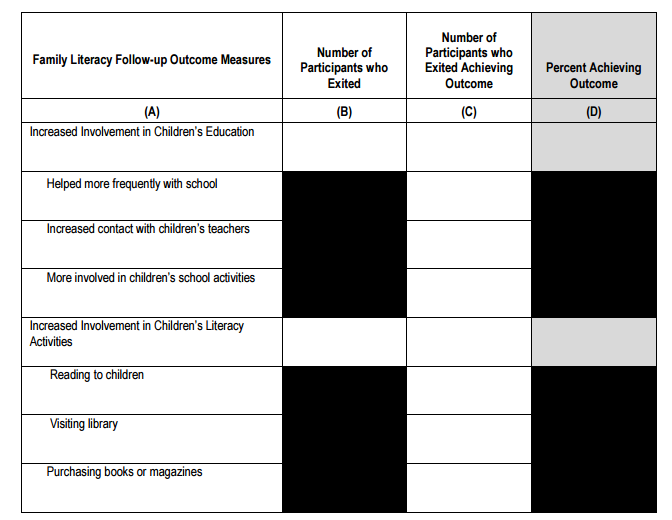 Family Literacy Follow-up Outcome Measures
Number of
Participants who
Exited
Number of
Participants who
Exited Achieving
Outcome
Percent Achieving
Outcome
(A)
(B)
(C)
(D)
Increased Involvement in Children's Education
Helped more frequently with school
Increased contact with children's teachers
More involved in children's school activities
Increased Involvement in Children's Literacy
Activities
Reading to children
Visiting library
Purchasing books or magazines